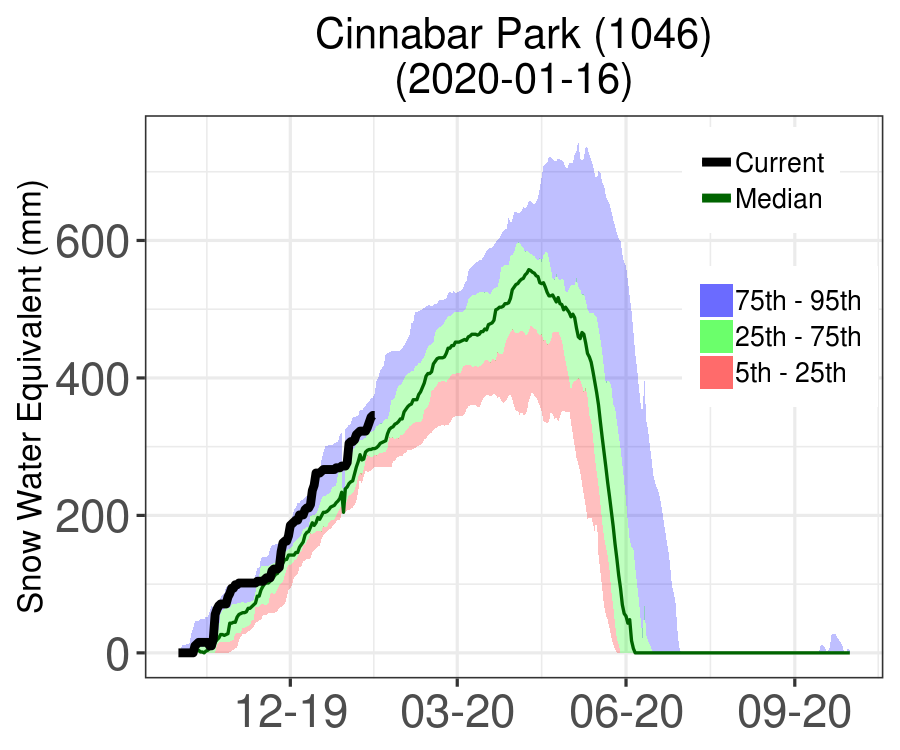 Cinnabar Park (1046)
(2020-01-16)
Snow Water Equivalent (mm)
600
400
200
0
12-19
03-20
06-20
09-20
Current
Median
75th - 95th
25th - 75th
5th - 25th